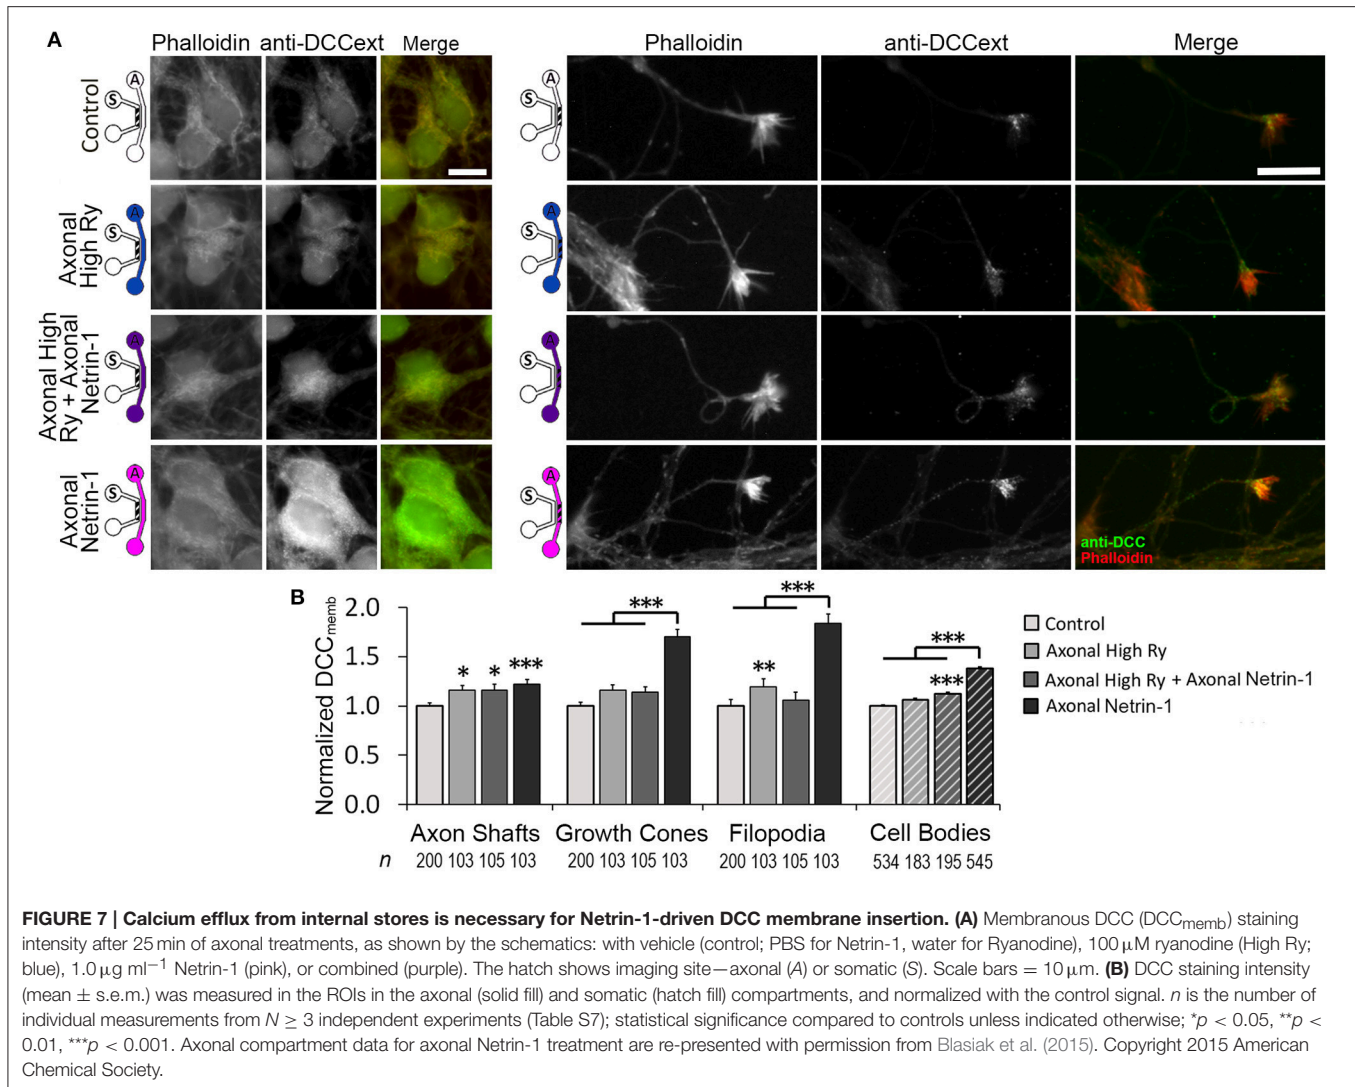 A
Phalloidin anti-DCCext Merge
Phalloidin anti-DCCext Merge
Control
A
S
A
S
Axonal
High Ry
A
S
A
S
Axonal High
Ry + Axonal
Netrin-1
A
S
A
S
Axonal
Netrin-1
A
S
A
S
anti-DCC
Phalloidin
B
Normalized DCCmemb
2.0
1.5
1.0
0.5
0.0
* * ***
***
** ***
*** ***
Control
Axonal High Ry
Axonal High Ry + Axonal Netrin-1
Axonal Netrin-1
Axon Shafts Growth Cones Filopodia Cell Bodies
n 200 103 105 103 200 103 105 103 200 103 105 103 534 183 195 545
FIGURE 7 | Calcium efflux from internal stores is necessary for Netrin-1-driven DCC membrane insertion. (A) Membranous DCC (DCCmemb) staining
intensity after 25 min of axonal treatments, as shown by the schematics: with vehicle (control; PBS for Netrin-1, water for Ryanodine), 100 μM ryanodine (High Ry;
blue), 1.0 μg ml−1 Netrin-1 (pink), or combined (purple). The hatch shows imaging site—axonal (A) or somatic (S). Scale bars = 10 μm. (B) DCC staining intensity
(mean ± s.e.m.) was measured in the ROIs in the axonal (solid fill) and somatic (hatch fill) compartments, and normalized with the control signal. n is the number of
individual measurements from N ≥ 3 independent experiments (Table S7); statistical significance compared to controls unless indicated otherwise; *p < 0.05, **p <
0.01, ***p < 0.001. Axonal compartment data for axonal Netrin-1 treatment are re-presented with permission from Blasiak et al. (2015). Copyright 2015 American
Chemical Society.